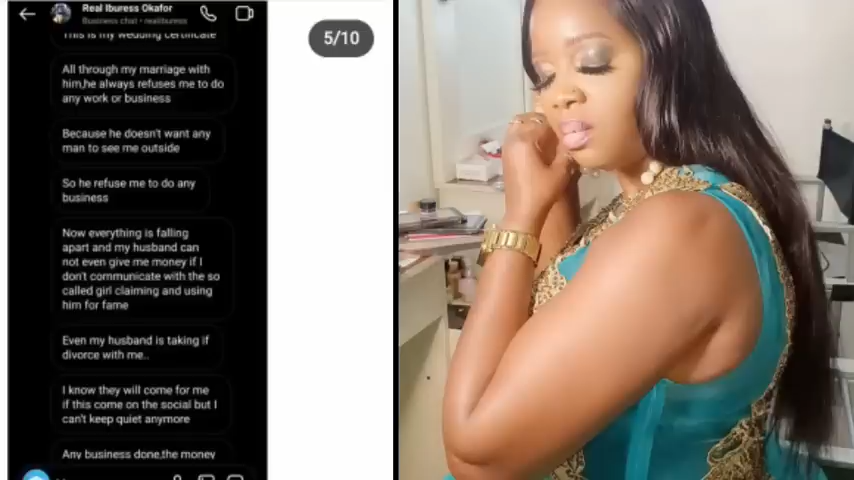 Real Iburess Okafor
Business chat • realiburess
This is my wedding certificate
All through my marriage with
him,he always refuses me to do
any work or business
Because he doesn't want any
man to see me outside
So he refuse me to do any
business
Now everything is falling
apart and my husband can
not even give me money if I
don't communicate with the so
called girl claiming and using
him for fame
Even my husband is taking if
divorce with me..
I know they will come for me
if this come on the social but I
can't keep quiet anymore
Any business done,the money
5/10